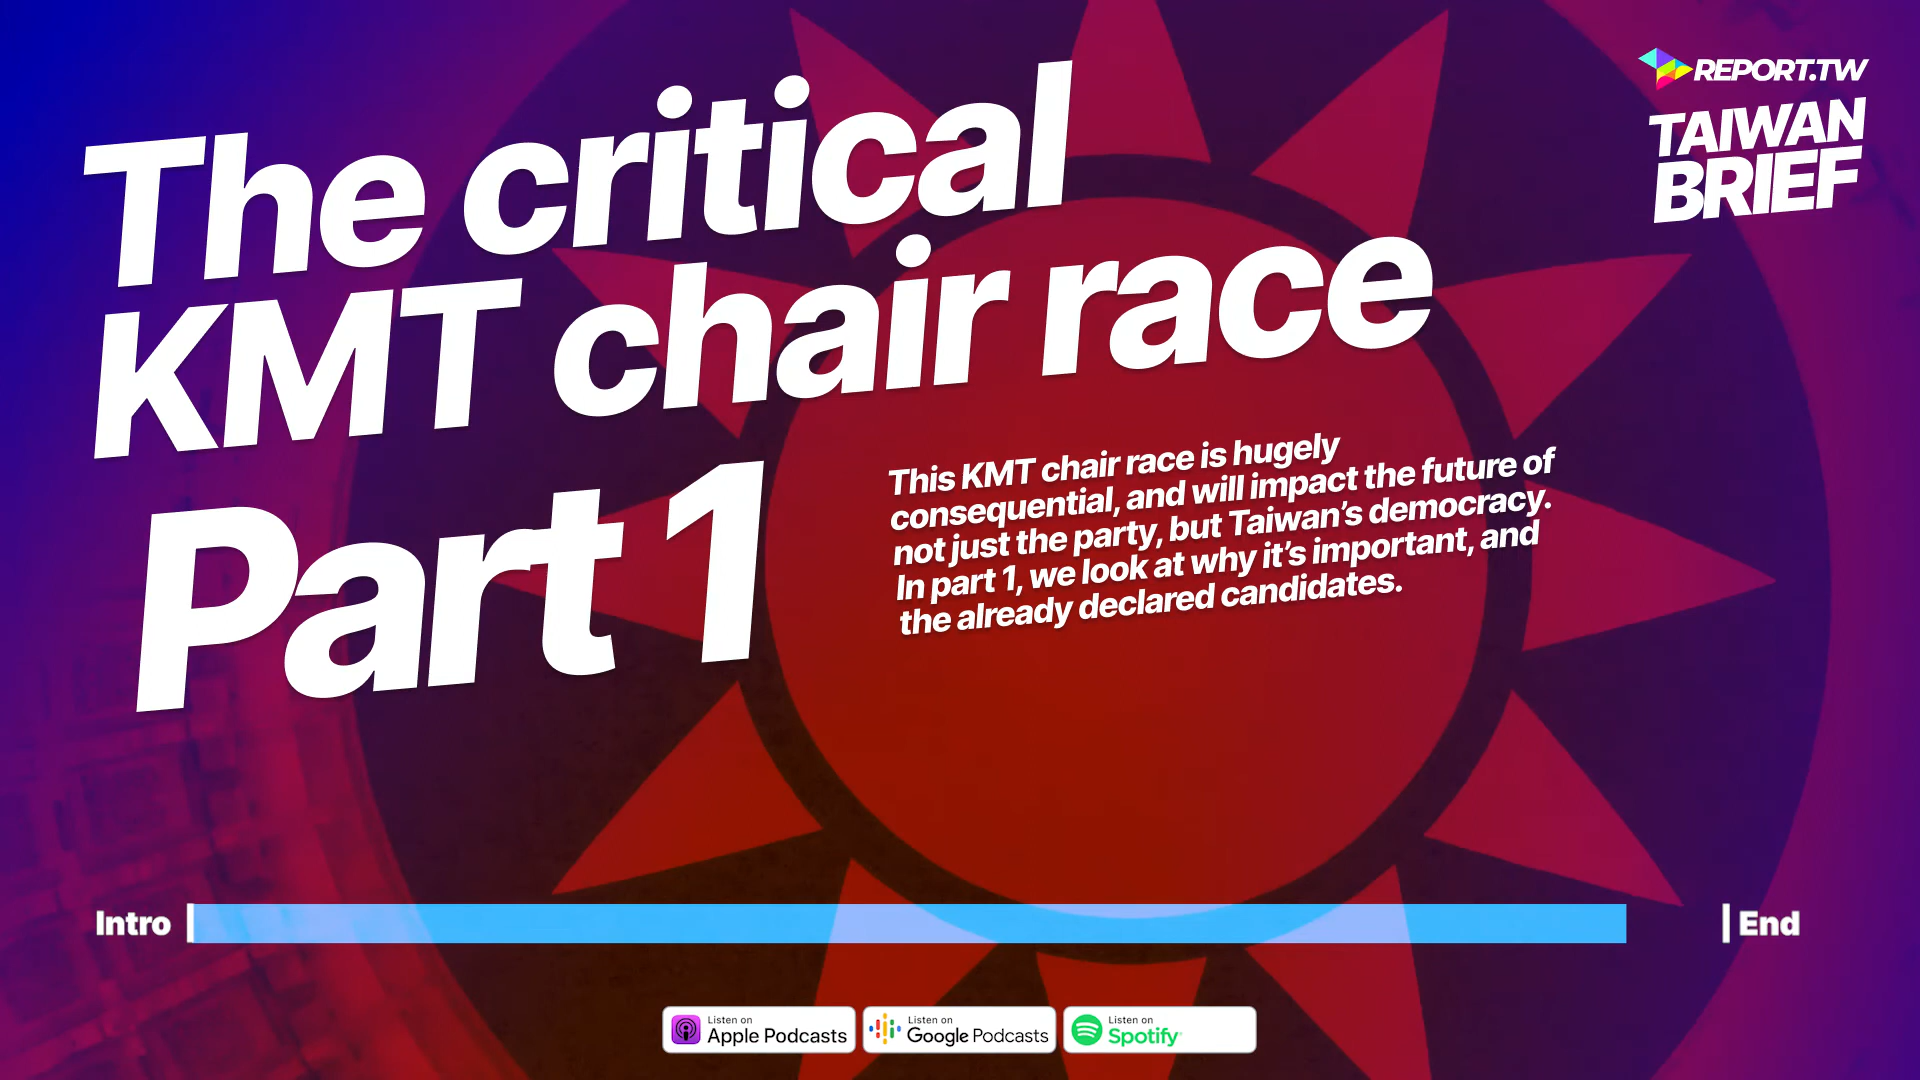 The critical
KMT chair race
Part 1
This KMT chair race is hugely
consequential, and will impact the future of
not just the party, but Taiwan's democracy.
In part 1, we look at why it's important, and
the already declared candidates.
REPORT.TW
TAIWAN
BRIEF
Intro
End
Listen on
Apple Podcasts
Listen on
Google Podcasts
Listen on
Spotify